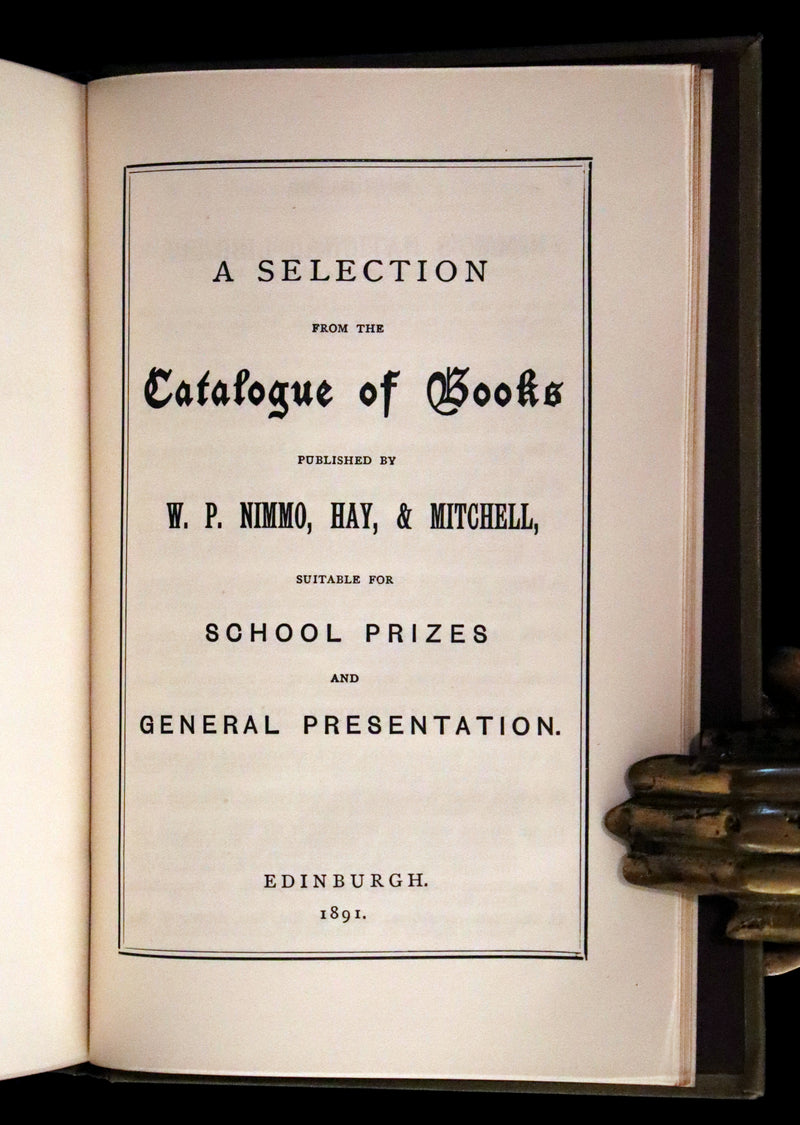 A SELECTION
FROM THE
Catalogue of Books
PUBLISHED BY
W. P. NIMMO, HAY, & MITCHELL,
SUITABLE FOR
SCHOOL PRIZES
AND
GENERAL PRESENTATION.
EDINBURGH.
1891.